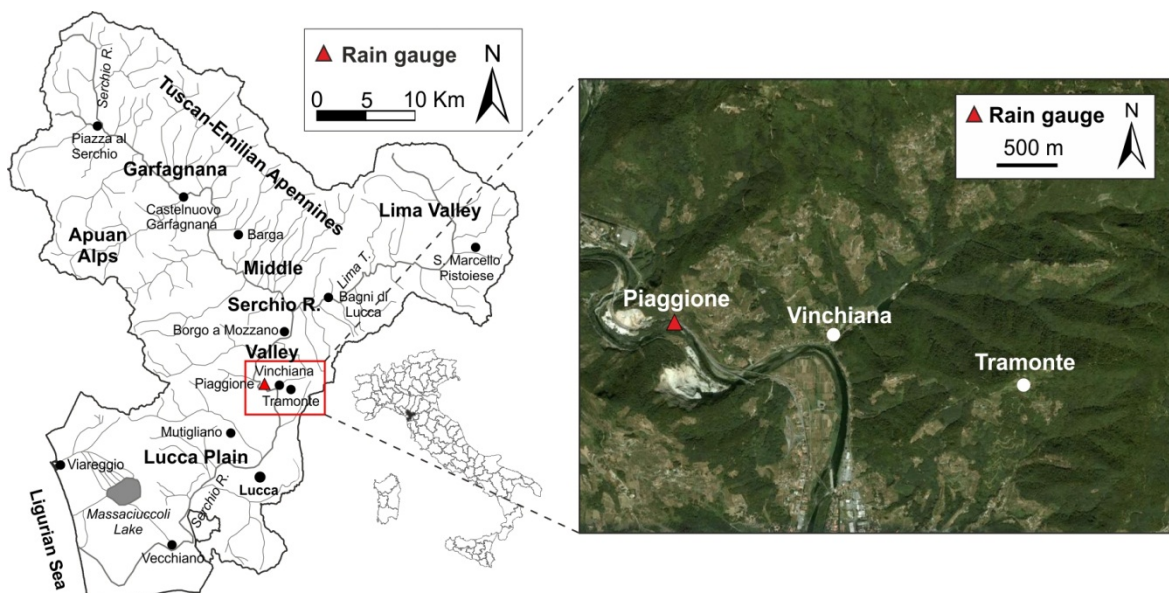 Rain gauge
N
0 5 10 Km
Serchio R.
Tuscan-Emilian Apennines
Piazza al
Serchio
Garfagnana
Castelnuovo
Garfagnana
Lima Valley
Apuan
Alps
Barga
S. Marcello
Pistoiese
Middle
Lima T.
Serchio R.
Bagni di
Lucca
Borgo a Mozzano
Valley
Vinchiana
Piaggione
Tramonte
Mutigliano
Lucca Plain
Viareggio
Lucca
Serchio R.
Massaciuccoli
Lake
Ligurian Sea
Vecchiano
Rain gauge
N
500 m
Piaggione
Vinchiana
Tramonte